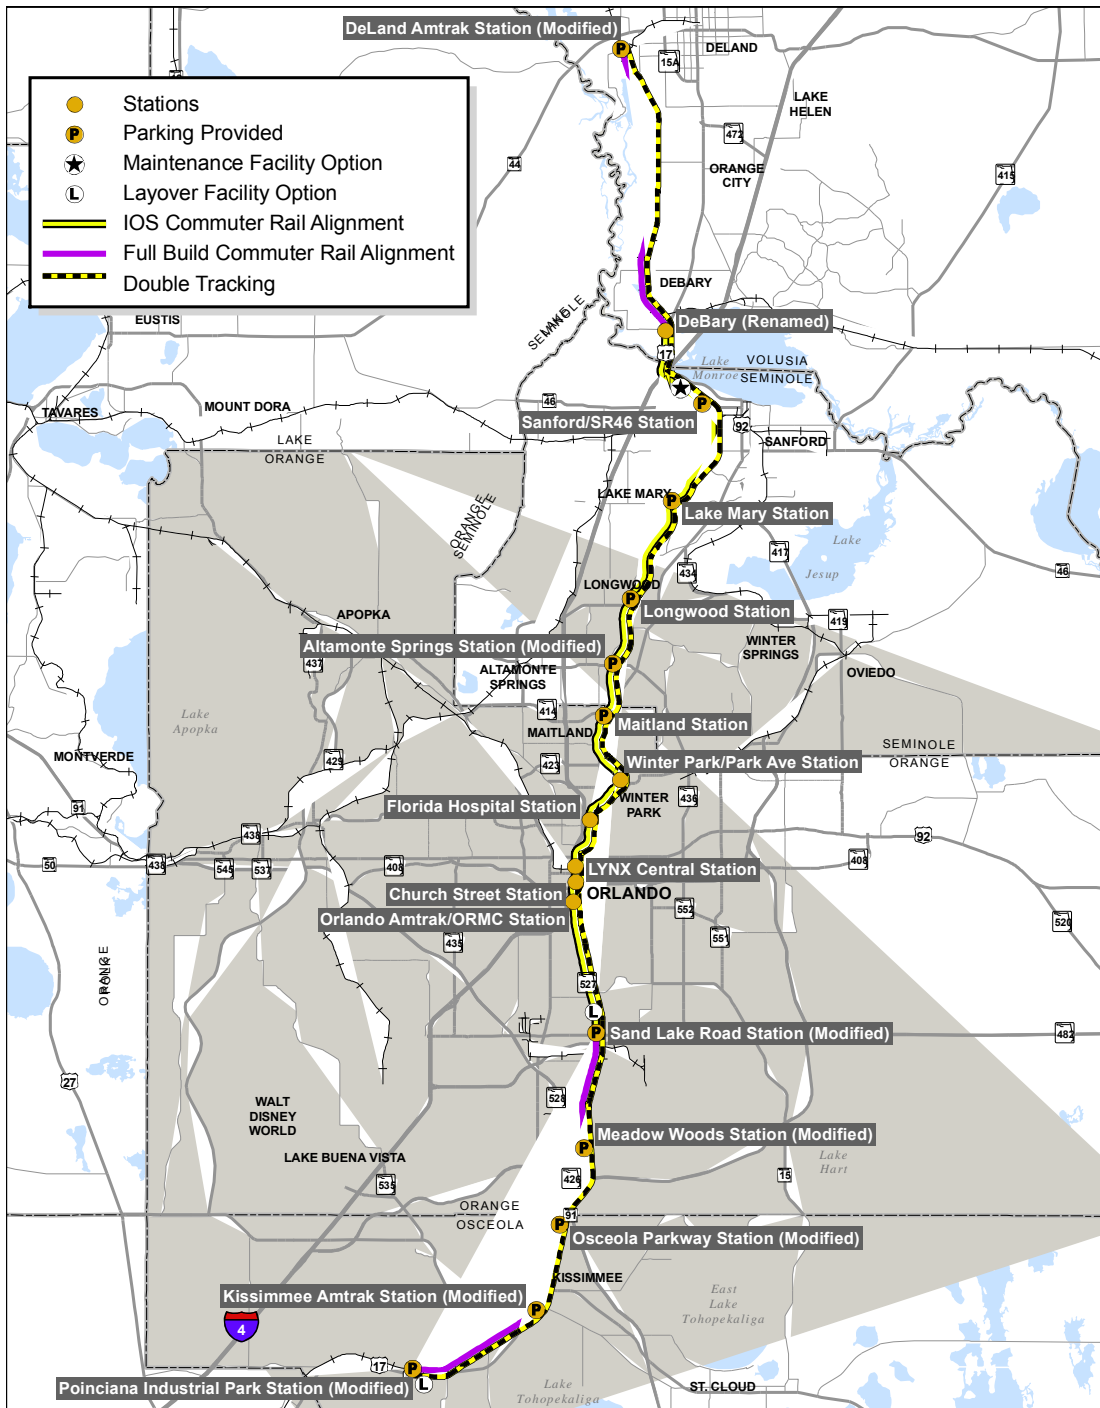 DeLand Amtrak Station (Modified)
P
DELAND
15A
Stations
P Parking Provided
Maintenance Facility Option
L Layover Facility Option
IOS Commuter Rail Alignment
Full Build Commuter Rail Alignment
Double Tracking
LAKE
HELEN
472
44
ORANGE
CITY
415
DEBARY
EUSTIS
LAKE
SEMINOLE
DeBary (Renamed)
17
Lake
Monroe
VOLUSIA
SEMINOLE
TAVARES
MOUNT DORA
46
P
Sanford/SR46 Station
92
SANFORD
LAKE
ORANGE
LAKE MARY
P
Lake Mary Station
ORANGE
SEMINOLE
417
Lake
Jesup
434
46
LONGWOOD
P
Longwood Station
APOPKA
419
Altamonte Springs Station (Modified)
P
WINTER
SPRINGS
437
ALTAMONTE
SPRINGS
OVIEDO
Lake
Apopka
414
P
Maitland Station
MAITLAND
SEMINOLE
ORANGE
MONTVERDE
429
423
Winter Park/Park Ave Station
91
Florida Hospital Station
WINTER
PARK
436
438
92
50
438
545
537
408
LYNX Central Station
408
Church Street Station
ORLANDO
Orlando Amtrak/ORMC Station
552
520
435
551
ORANGE
POLK
527
L
P
Sand Lake Road Station (Modified)
482
27
528
WALT
DISNEY
WORLD
Meadow Woods Station (Modified)
P
LAKE BUENA VISTA
Lake
Hart
535
426
15
ORANGE
OSCEOLA
91
P
Osceola Parkway Station (Modified)
KISSIMMEE
Kissimmee Amtrak Station (Modified)
P
East
Lake
Tohopekaliga
4
17
P
Poinciana Industrial Park Station (Modified)
L
Lake
Tohopekaliga
ST. CLOUD